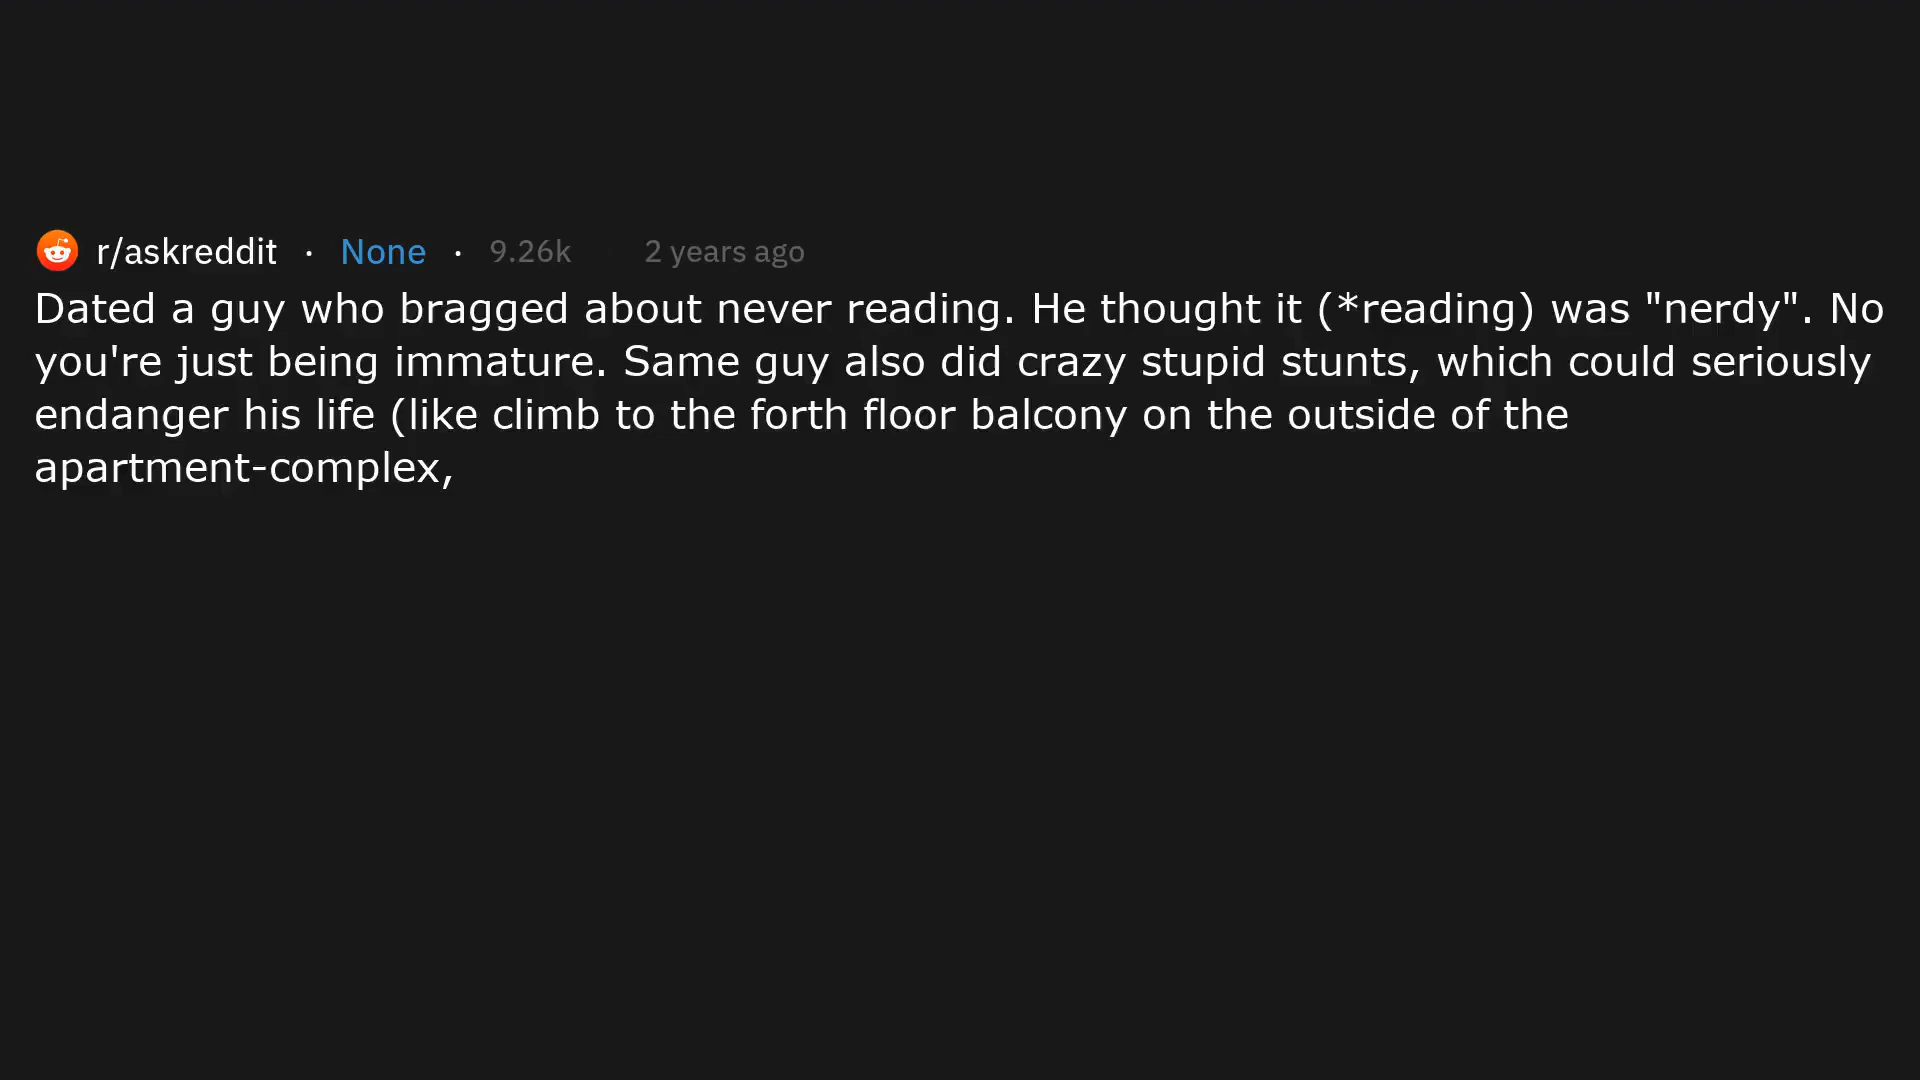 r/askreddit · None · 9.26k 2 years ago
Dated a guy who bragged about never reading. He thought it (*reading) was "nerdy". No
you're just being immature. Same guy also did crazy stupid stunts, which could seriously
endanger his life (like climb to the forth floor balcony on the outside of the
apartment-complex,